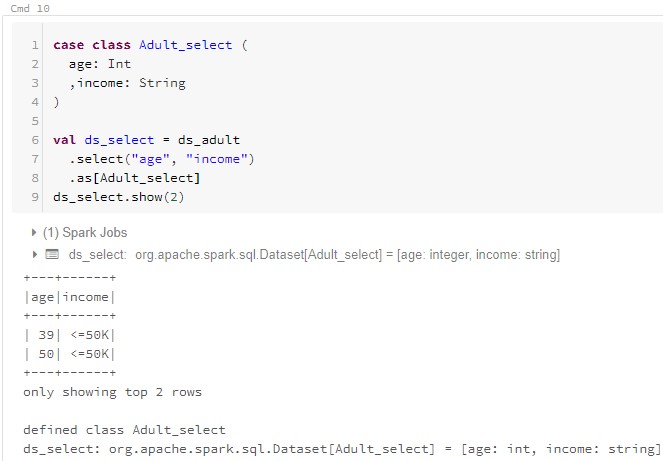 Cmd 10
1 case class Adult_select (
2   age: Int
3   ,income: String
4 )
5
6 val ds_select = ds_adult
7   .select("age", "income")
8   .as[Adult_select]
9 ds_select.show(2)
(1) Spark Jobs
ds_select: org.apache.spark.sql.Dataset[Adult_select] = [age: integer, income: string]
+---+------+
|age|income|
+---+------+
| 39| <=50K|
| 50| <=50K|
+---+------+
only showing top 2 rows
defined class Adult_select
ds_select: org.apache.spark.sql.Dataset[Adult_select] = [age: int, income: string]